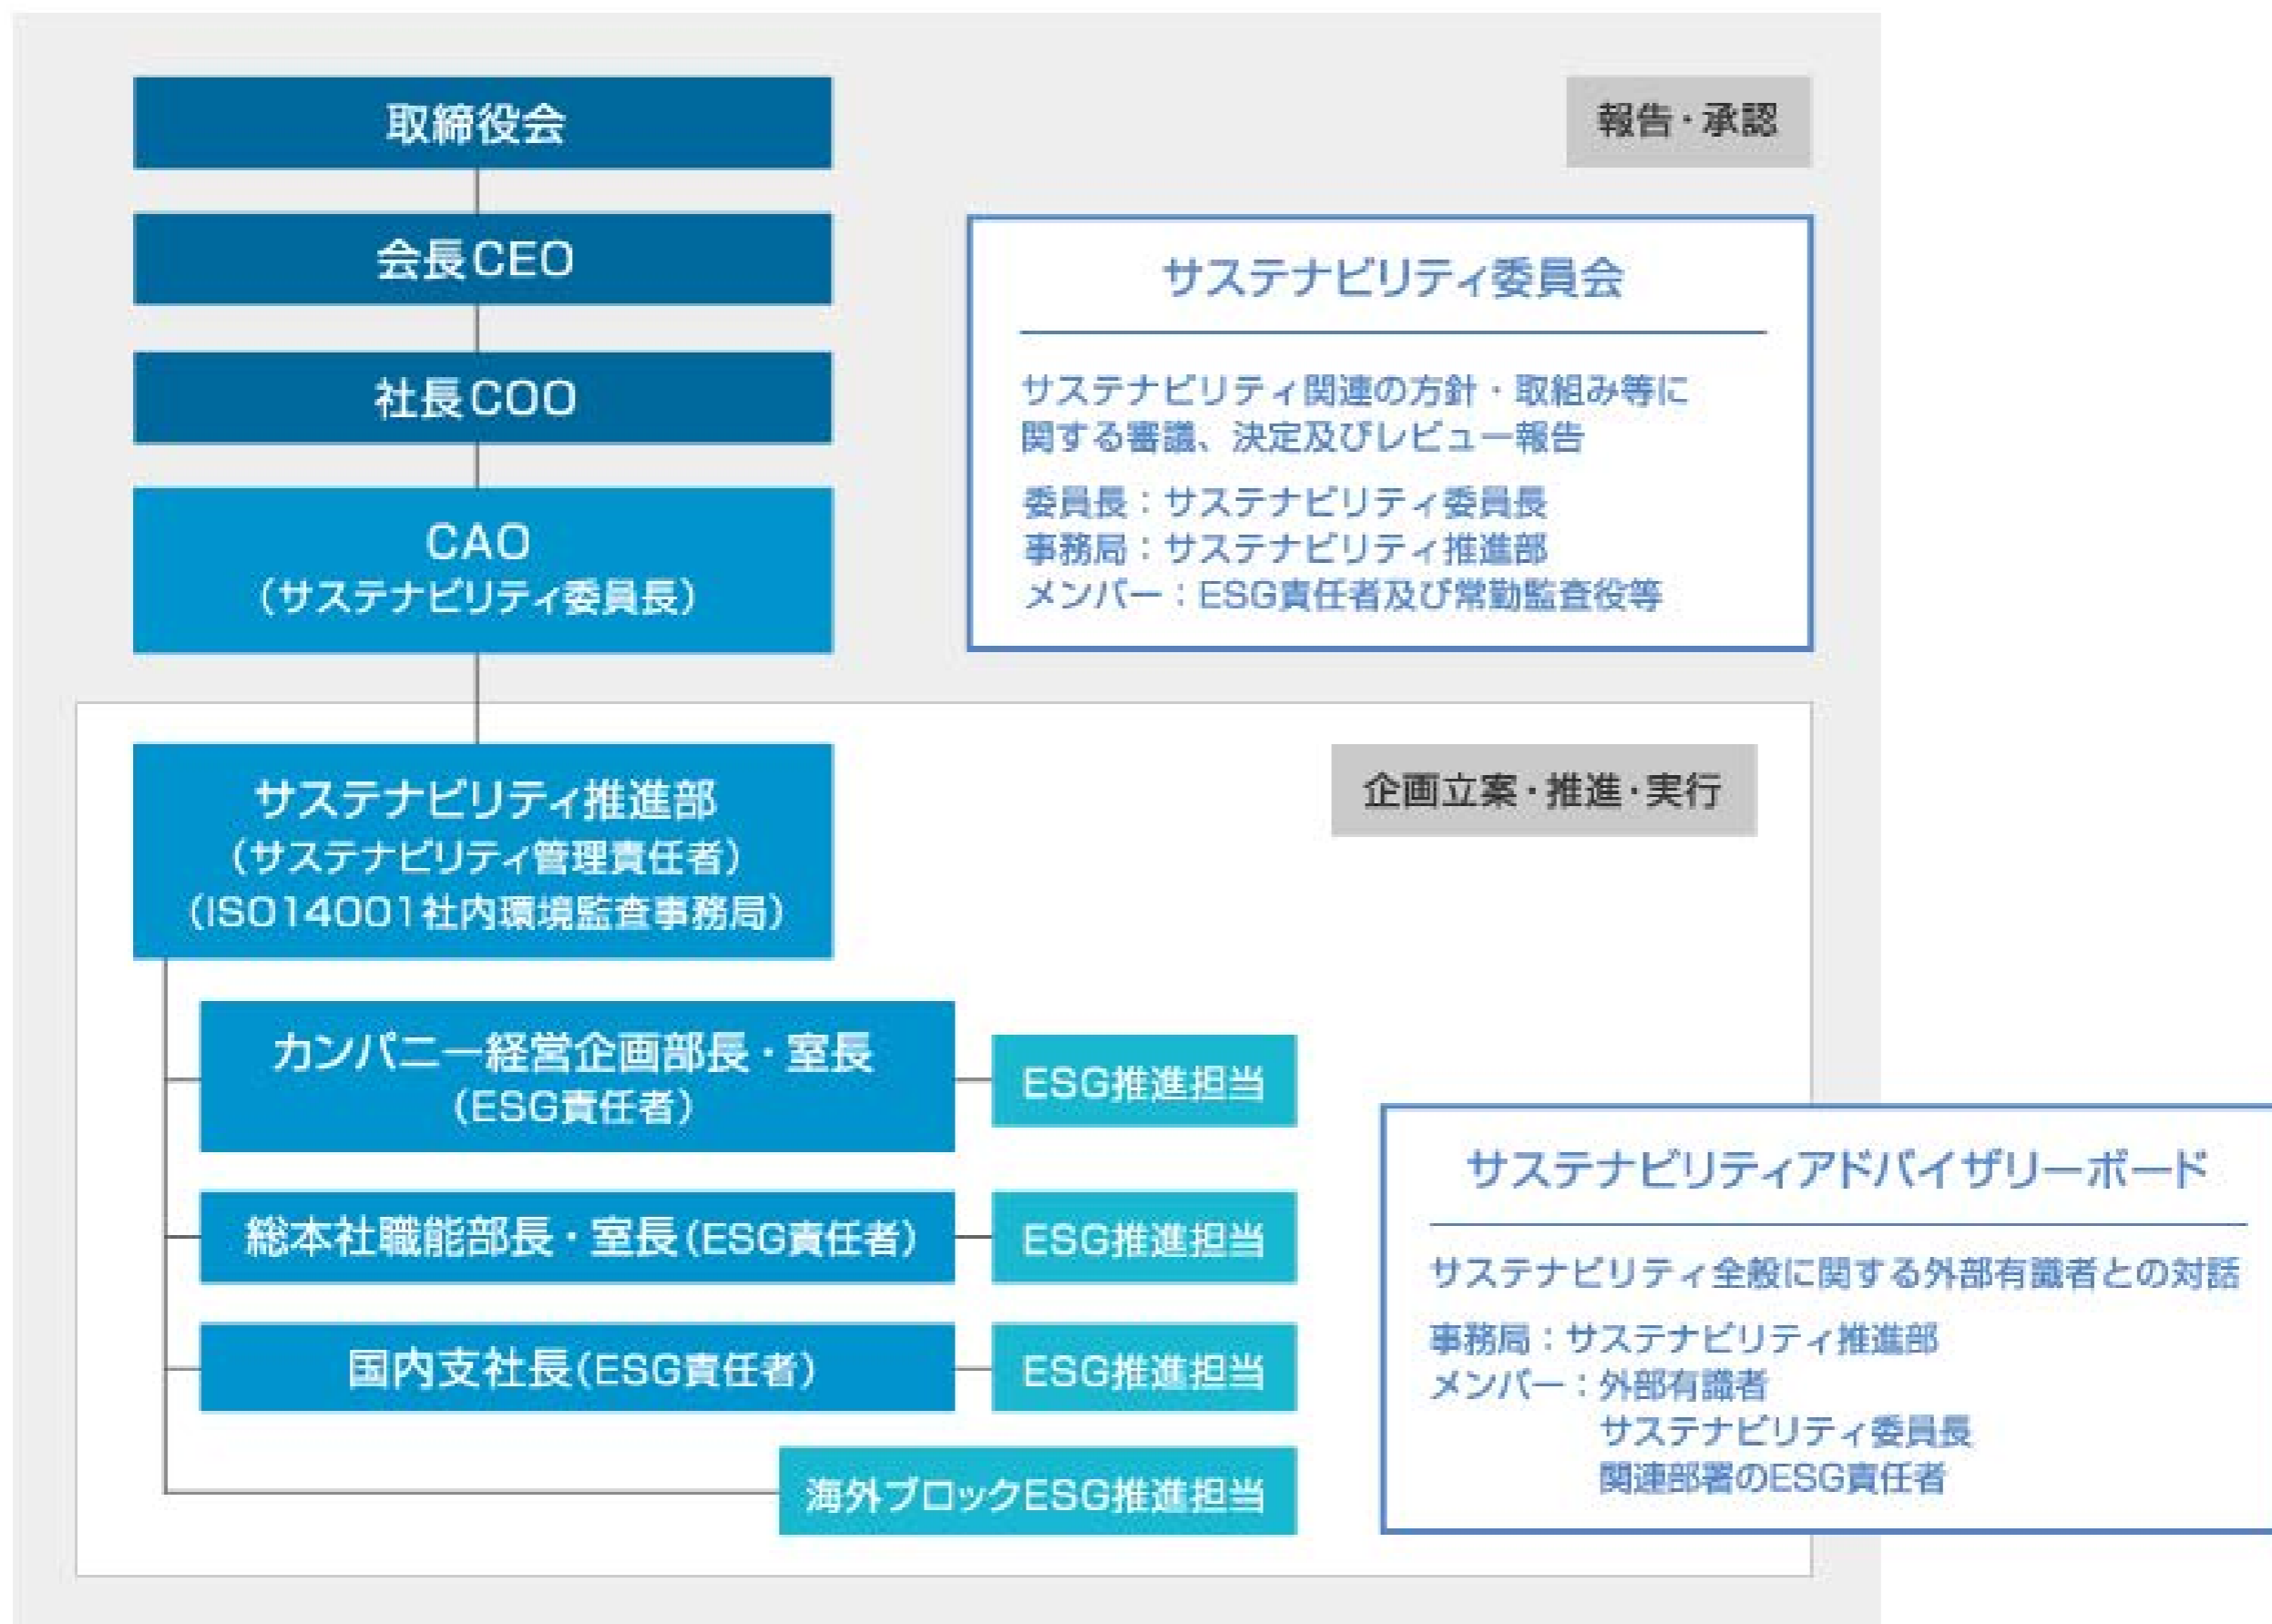 取締役会
報告・承認
会長CEO
社長COO
CAO
（サステナビリティ委員長）
サステナビリティ委員会
サステナビリティ関連の方針・取組み等に
関する審議、決定及びレビュー報告
委員長：サステナビリティ委員長
事務局：サステナビリティ推進部
メンバー：ESG責任者及び常勤監査役等
サステナビリティ推進部
（サステナビリティ管理責任者）
（ISO14001社内環境監査事務局）
企画立案・推進・実行
カンパニー経営企画部長・室長
（ESG責任者）
ESG推進担当
総本社職能部長・室長（ESG責任者）
ESG推進担当
国内支社長（ESG責任者）
ESG推進担当
海外ブロックESG推進担当
サステナビリティアドバイザリーボード
サステナビリティ全般に関する外部有識者との対話
事務局：サステナビリティ推進部
メンバー：外部有識者
サステナビリティ委員長
関連部署のESG責任者